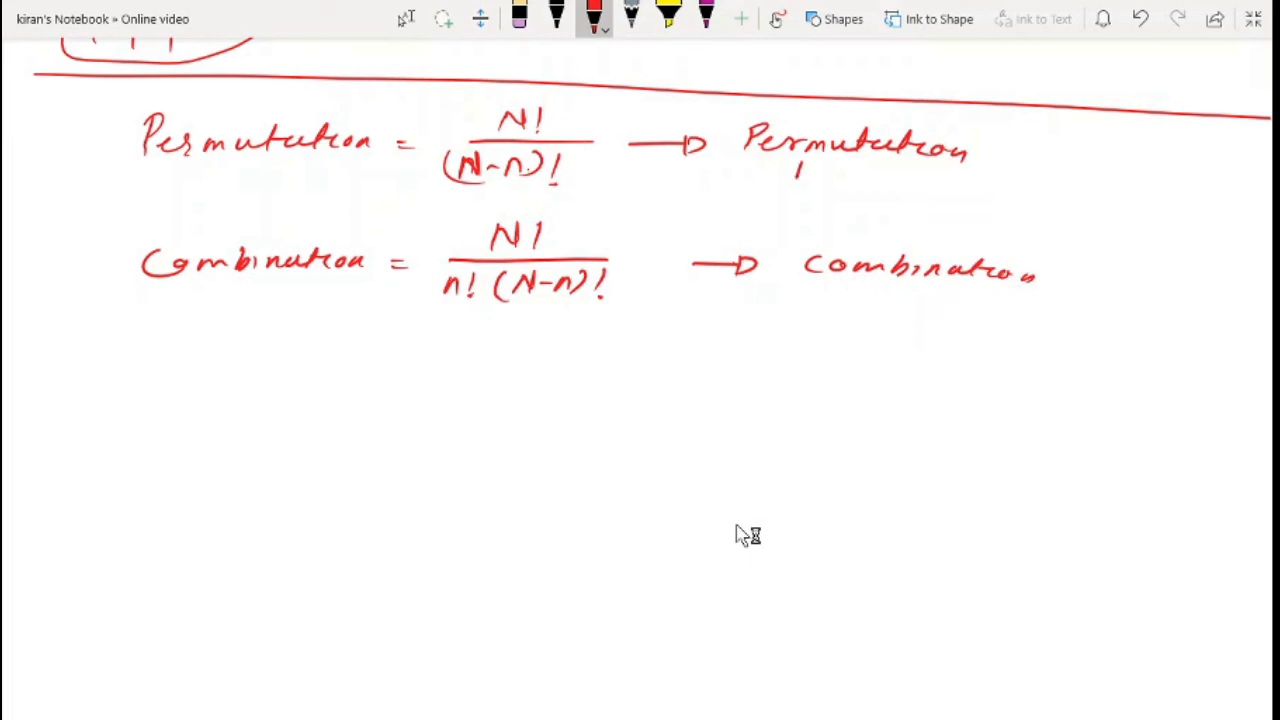 kiran's Notebook » Online video
Shapes
Ink to Shape
Ink to Text
Permutation = N! / (N-n)! → Permutation
Combination = N! / n! (N-n)! → Combination